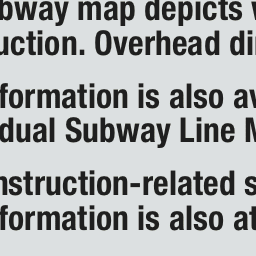 bway map depicts
uction. Overhead di
formation is also av
dual Subway Line
nstruction-related s
formation is also at